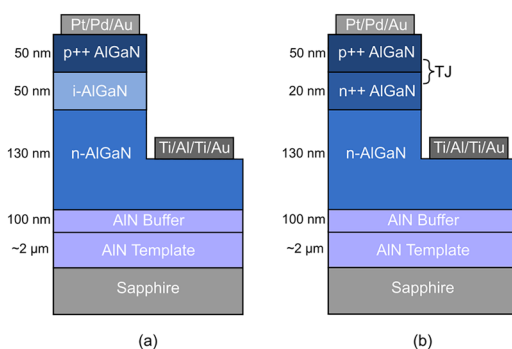 Pt/Pd/Au
50 nm
p++ AlGaN
50 nm
i-AlGaN
130 nm
n-AlGaN
Ti/Al/Ti/Au
100 nm
AlN Buffer
~2 μm
AlN Template
Sapphire
(a)
Pt/Pd/Au
50 nm
p++ AlGaN
TJ
20 nm
n++ AlGaN
130 nm
n-AlGaN
Ti/Al/Ti/Au
100 nm
AlN Buffer
~2 μm
AlN Template
Sapphire
(b)